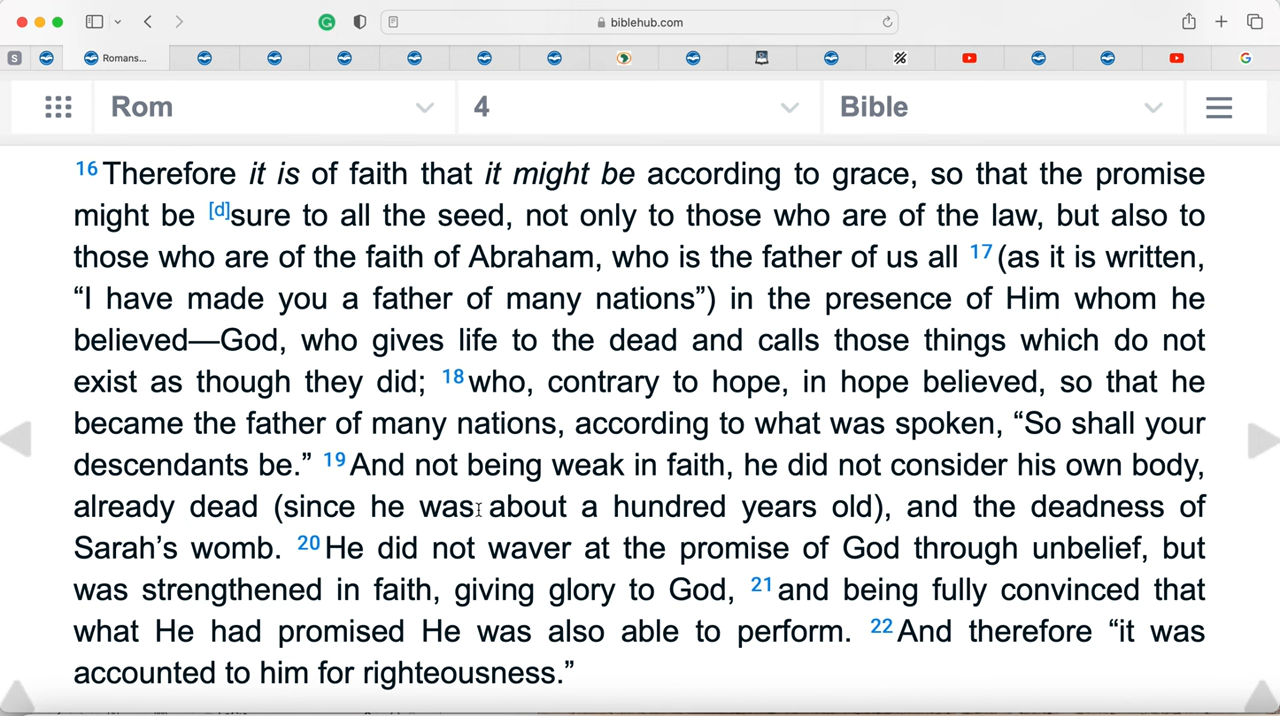 biblehub.com
S
Romans...
Rom
4
Bible
16 Therefore it is of faith that it might be according to grace, so that the promise
might be [d]sure to all the seed, not only to those who are of the law, but also to
those who are of the faith of Abraham, who is the father of us all 17 (as it is written,
“I have made you a father of many nations”) in the presence of Him whom he
believed—God, who gives life to the dead and calls those things which do not
exist as though they did; 18 who, contrary to hope, in hope believed, so that he
became the father of many nations, according to what was spoken, “So shall your
descendants be.” 19 And not being weak in faith, he did not consider his own body,
already dead (since he was about a hundred years old), and the deadness of
Sarah’s womb. 20 He did not waver at the promise of God through unbelief, but
was strengthened in faith, giving glory to God, 21 and being fully convinced that
what He had promised He was also able to perform. 22 And therefore “it was
accounted to him for righteousness.”